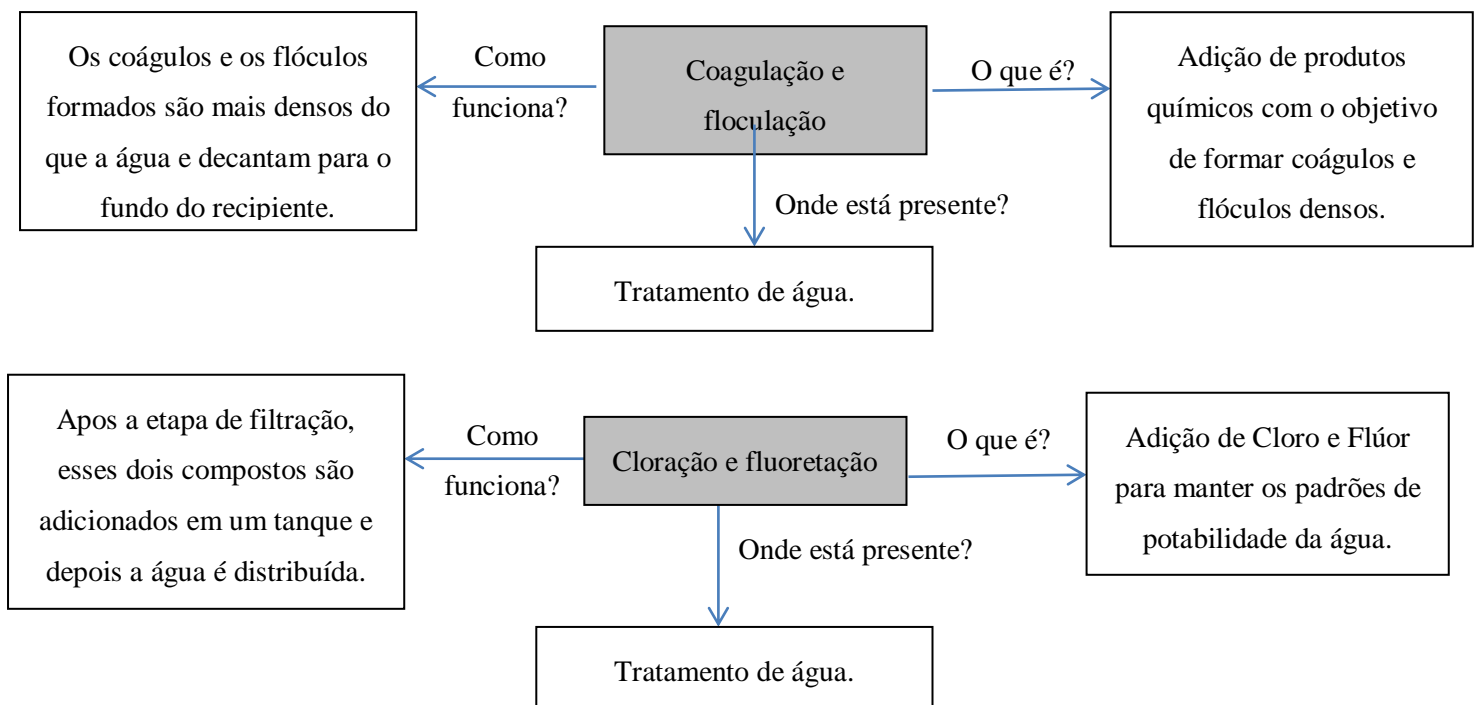 Os coágulos e os flóculos
formados são mais densos do
que a água e decantam para o
fundo do recipiente.
Como
funciona?
Coagulação e
floculação
O que é?
Adição de produtos
químicos com o objetivo
de formar coágulos e
flóculos densos.
Onde está presente?
Tratamento de água.
Apos a etapa de filtração,
esses dois compostos são
adicionados em um tanque e
depois a água é distribuída.
Como
funciona?
Cloração e fluoretação
O que é?
Adição de Cloro e Flúor
para manter os padrões de
potabilidade da água.
Onde está presente?
Tratamento de água.